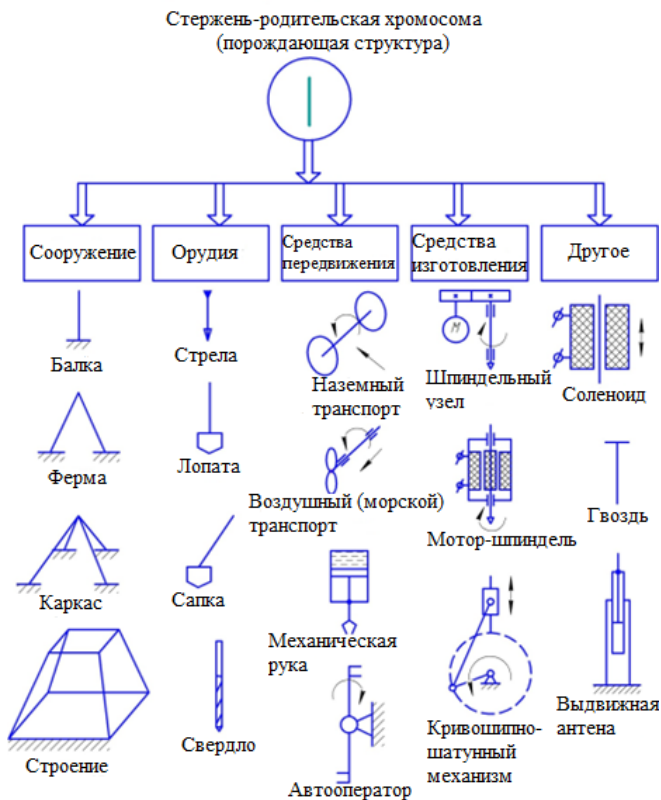 Стержень-родительская хромосома
(порождающая структура)
Сооружение
Орудия
Средства
передвижения
Средства
изготовления
Другое
Балка
Стрела
Наземный
транспорт
М
Шпиндельный
узел
Соленоид
Ферма
Лопата
Воздушный (морской)
транспорт
Мотор-шпиндель
Гвоздь
Каркас
Сапка
Механическая
рука
Кривошипно-
шатунный
механизм
Выдвижная
антена
Строение
Свердло
Автооператор